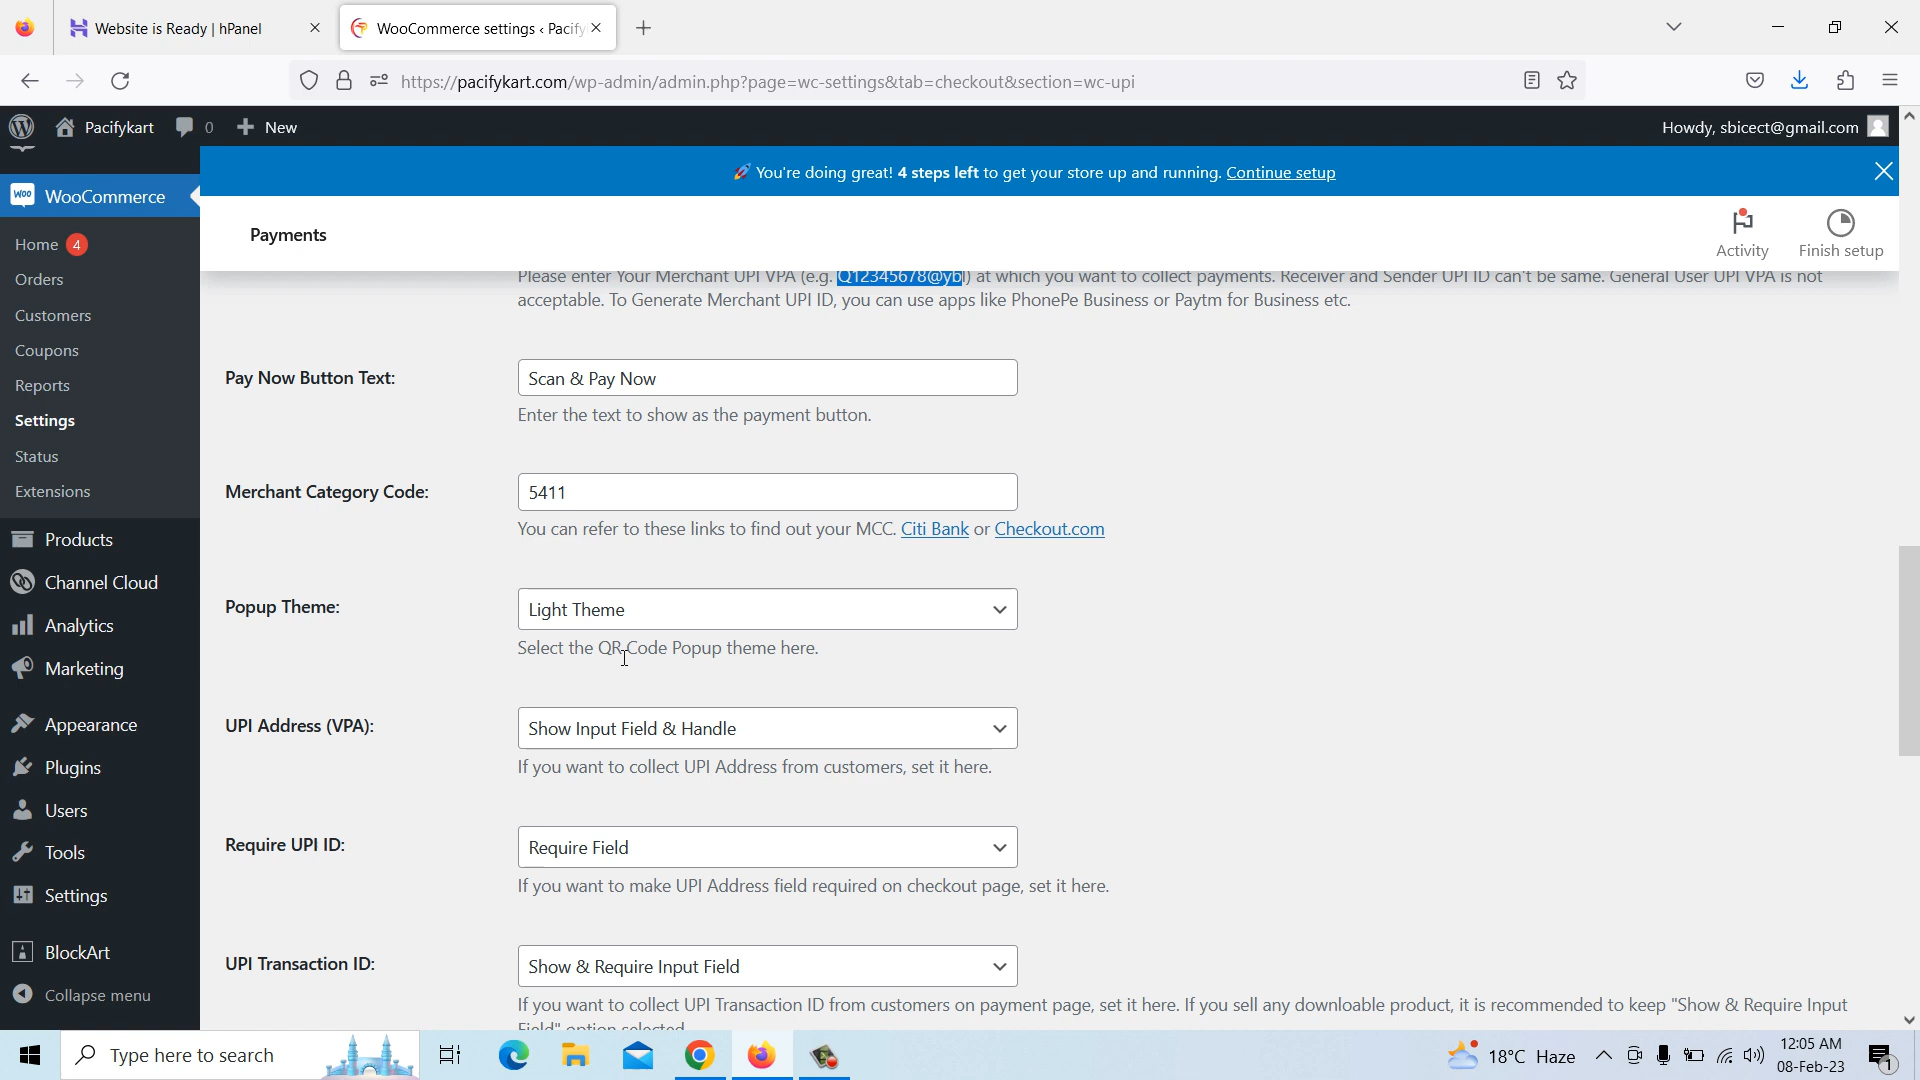 Website is Ready | hPanel
WooCommerce settings ‹ Pacify
https://pacifykart.com/wp-admin/admin.php?page=wc-settings&tab=checkout&section=wc-upi
Pacifykart 0 New
Howdy, sbicect@gmail.com
🚀 You're doing great! 4 steps left to get your store up and running. Continue setup
WooCommerce
Home 4
Orders
Customers
Coupons
Reports
Settings
Status
Extensions
Products
Channel Cloud
Analytics
Marketing
Appearance
Plugins
Users
Tools
Settings
BlockArt
Collapse menu
Payments
Activity
Finish setup
Please enter Your Merchant UPI VPA (e.g. Q12345678@ybl) at which you want to collect payments. Receiver and Sender UPI ID can't be same. General User UPI VPA is not
acceptable. To Generate Merchant UPI ID, you can use apps like PhonePe Business or Paytm for Business etc.
Pay Now Button Text:
Scan & Pay Now
Enter the text to show as the payment button.
Merchant Category Code:
5411
You can refer to these links to find out your MCC. Citi Bank or Checkout.com
Popup Theme:
Light Theme
Select the QR Code Popup theme here.
UPI Address (VPA):
Show Input Field & Handle
If you want to collect UPI Address from customers, set it here.
Require UPI ID:
Require Field
If you want to make UPI Address field required on checkout page, set it here.
UPI Transaction ID:
Show & Require Input Field
If you want to collect UPI Transaction ID from customers on payment page, set it here. If you sell any downloable product, it is recommended to keep "Show & Require Input
Field" option selected
Type here to search
18°C Haze
12:05 AM
08-Feb-23
1